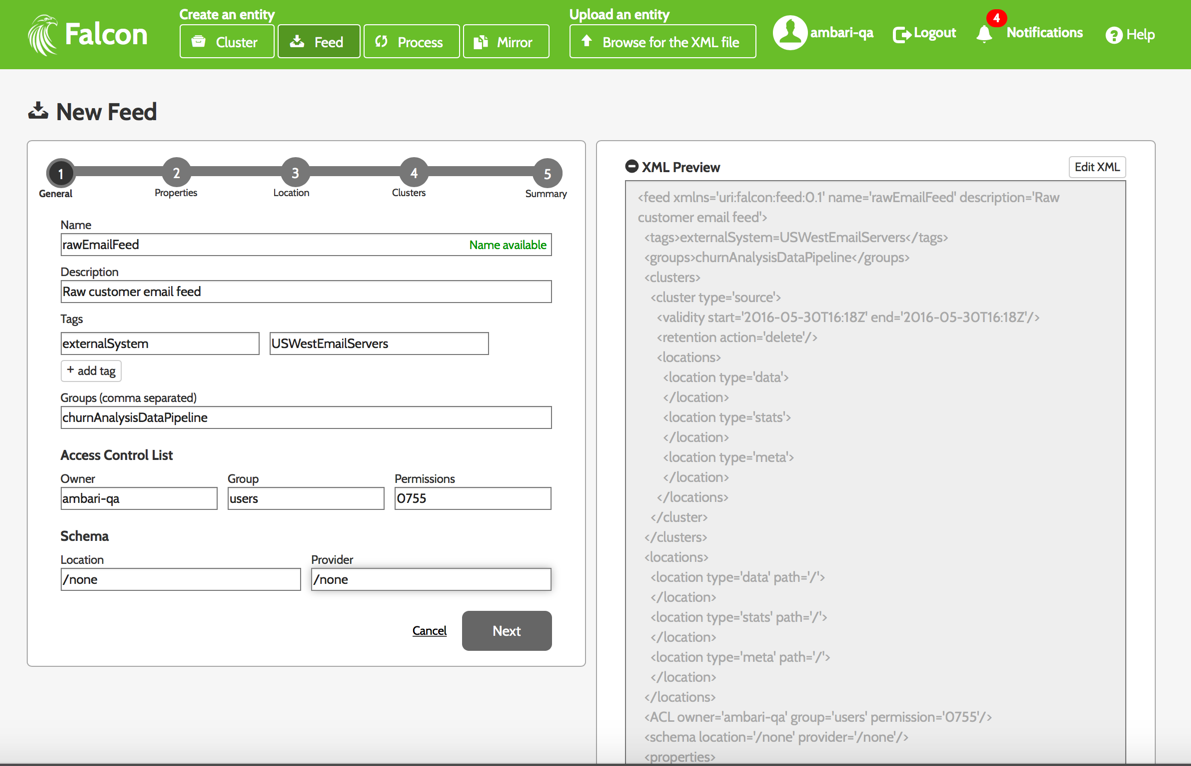 Falcon
Create an entity
Cluster
Feed
Process
Mirror
Upload an entity
Browse for the XML file
ambari-qa
Logout
4
Notifications
? Help
New Feed
1
2
3
4
5
General
Properties
Location
Clusters
Summary
Name
rawEmailFeed
Name available
Description
Raw customer email feed
Tags
externalSystem
USWestEmailServers
+ add tag
Groups (comma separated)
churnAnalysisDataPipeline
Access Control List
Owner
Group
Permissions
ambari-qa
users
0755
Schema
Location
Provider
/none
/none
Cancel
Next
XML Preview
Edit XML
<feed xmlns='uri:falcon:feed:0.1' name='rawEmailFeed' description='Raw
customer email feed'>
<tags>externalSystem=USWestEmailServers</tags>
<groups>churnAnalysisDataPipeline</groups>
<clusters>
<cluster type='source'>
<validity start='2016-05-30T16:18Z' end='2016-05-30T16:18Z'/>
<retention action='delete'/>
<locations>
<location type='data'>
</location>
<location type='stats'>
</location>
<location type='meta'>
</location>
</locations>
</cluster>
</clusters>
<locations>
<location type='data' path='/'>
</location>
<location type='stats' path='/'>
</location>
<location type='meta' path='/'>
</location>
</locations>
<ACL owner='ambari-qa' group='users' permission='0755'/>
<schema location='/none' provider='/none'/>
<properties>